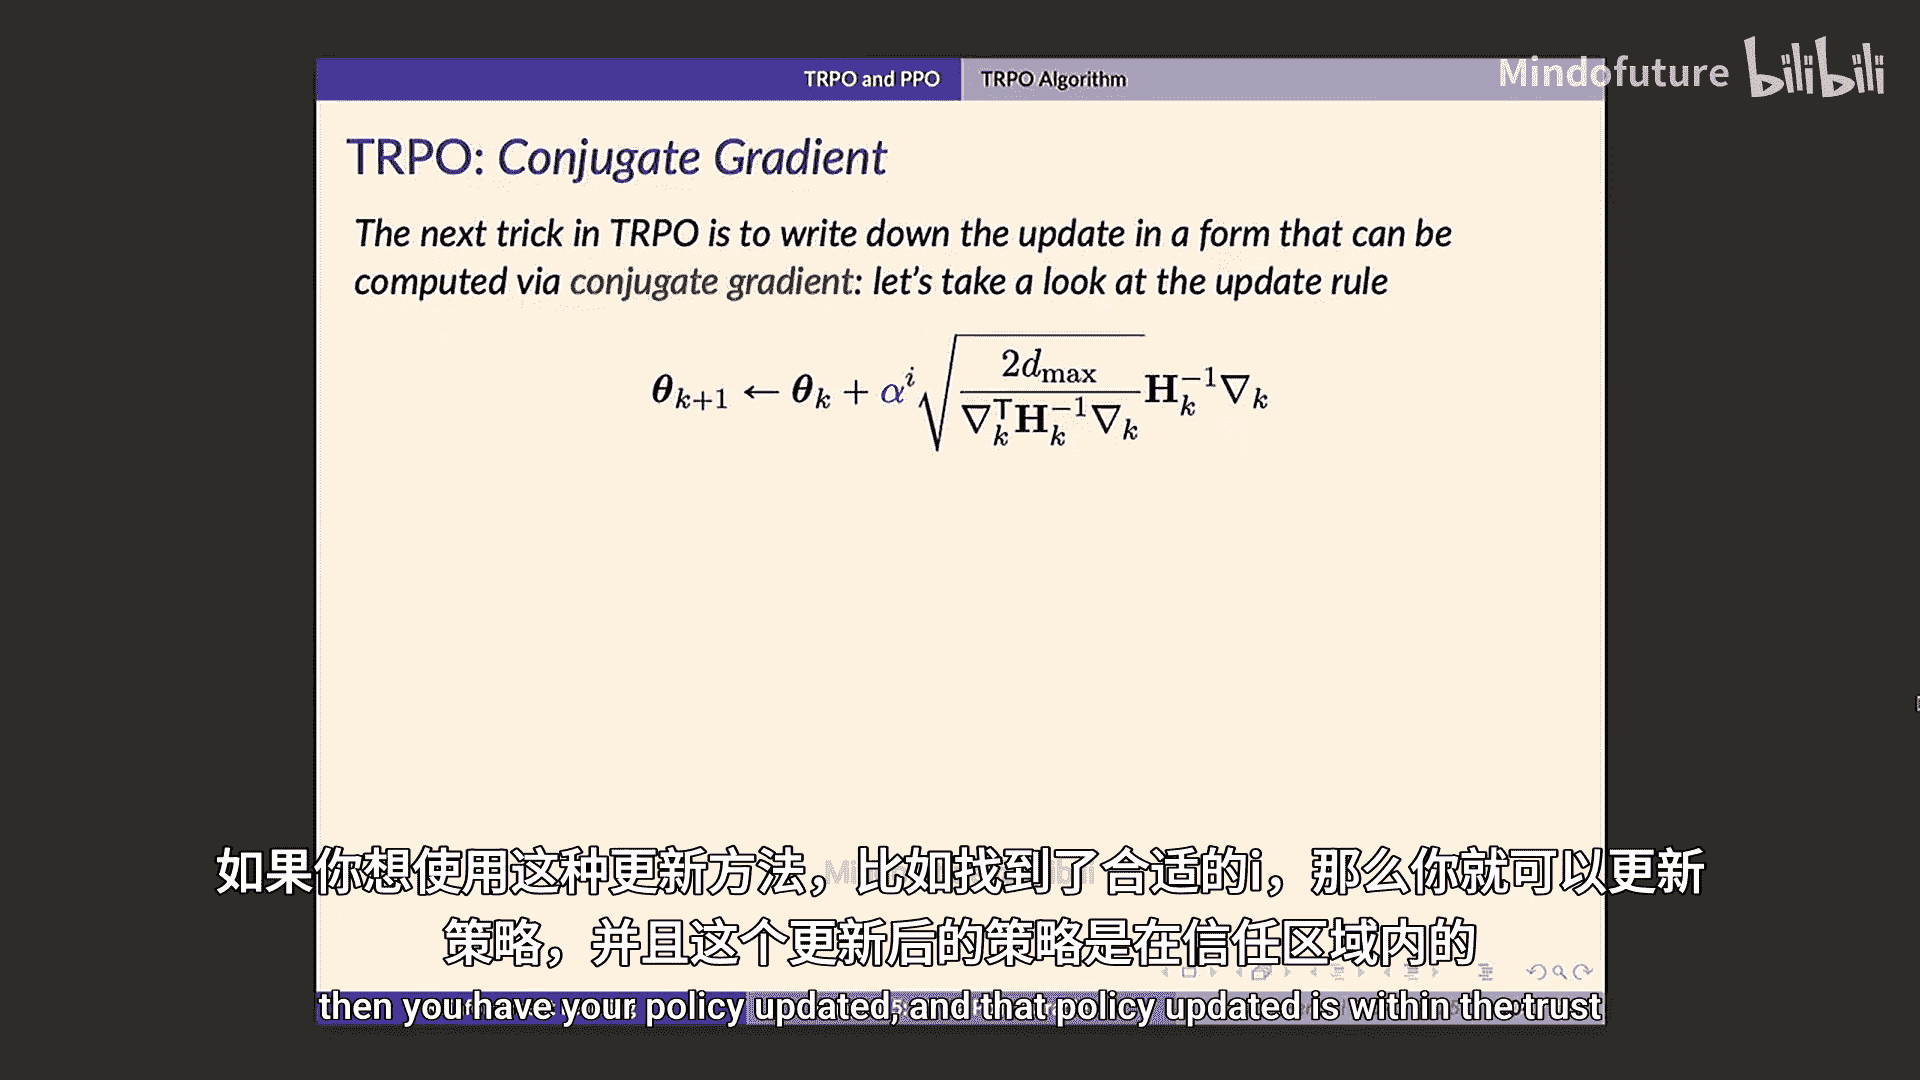 TRPO and PPO
TRPO Algorithm
Mindofuture bilibili
TRPO: Conjugate Gradient
The next trick in TRPO is to write down the update in a form that can be
computed via conjugate gradient: let's take a look at the update rule
θ_{k+1} ← θ_k + α^i √(2d_max / (∇_k^T H_k^{-1} ∇_k)) H_k^{-1} ∇_k
如果你想使用这种更新方法，比如找到了合适的i，那么你就可以更新
策略，并且这个更新后的策略是在信任区域内的
then you have your policy updated, and that policy updated is within the trust